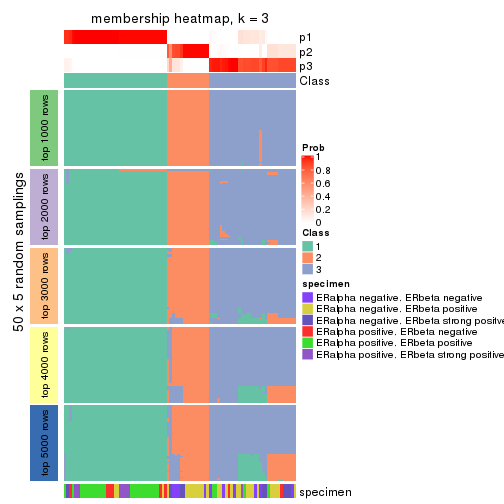 membership heatmap, k = 3
p1
p2
p3
Class
50 x 5 random samplings
top 1000 rows
top 2000 rows
top 3000 rows
top 4000 rows
top 5000 rows
Prob
1
0.8
0.6
0.4
0.2
0
Class
1
2
3
specimen
ERalpha negative. ERbeta negative
ERalpha negative. ERbeta positive
ERalpha negative. ERbeta strong positive
ERalpha positive. ERbeta negative
ERalpha positive. ERbeta positive
ERalpha positive. ERbeta strong positive
specimen